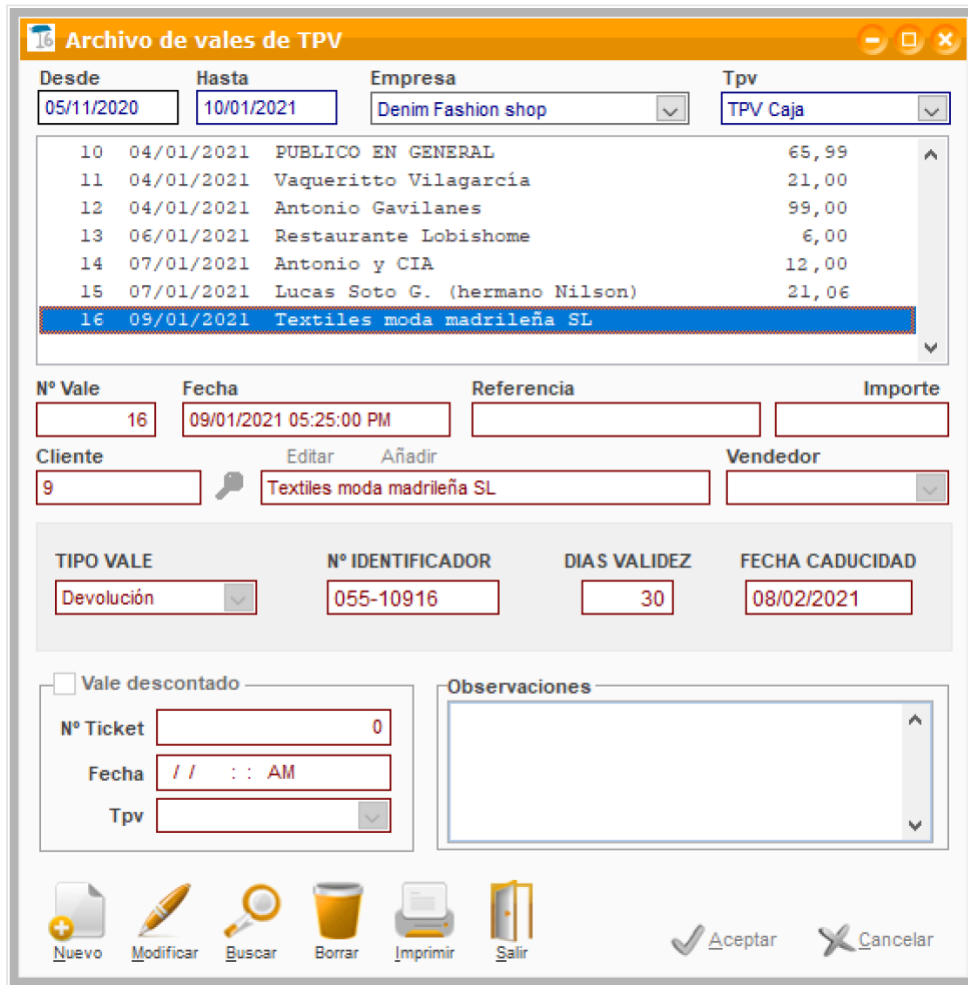 16 Archivo de vales de TPV
Desde Hasta Empresa Tpv
05/11/2020 10/01/2021 Denim Fashion shop TPV Caja
10 04/01/2021 PUBLICO EN GENERAL 65,99
11 04/01/2021 Vaqueritto Vilagarcía 21,00
12 04/01/2021 Antonio Gavilanes 99,00
13 06/01/2021 Restaurante Lobishome 6,00
14 07/01/2021 Antonio y CIA 12,00
15 07/01/2021 Lucas Soto G. (hermano Nilson) 21,06
16 09/01/2021 Textiles moda madrileña SL
Nº Vale Fecha Referencia Importe
16 09/01/2021 05:25:00 PM
Cliente Editar Añadir Vendedor
9 Textiles moda madrileña SL
TIPO VALE Nº IDENTIFICADOR DIAS VALIDEZ FECHA CADUCIDAD
Devolución 055-10916 30 08/02/2021
Vale descontado Observaciones
Nº Ticket 0
Fecha / / : : AM
Tpv
Nuevo Modificar Buscar Borrar Imprimir Salir Aceptar Cancelar